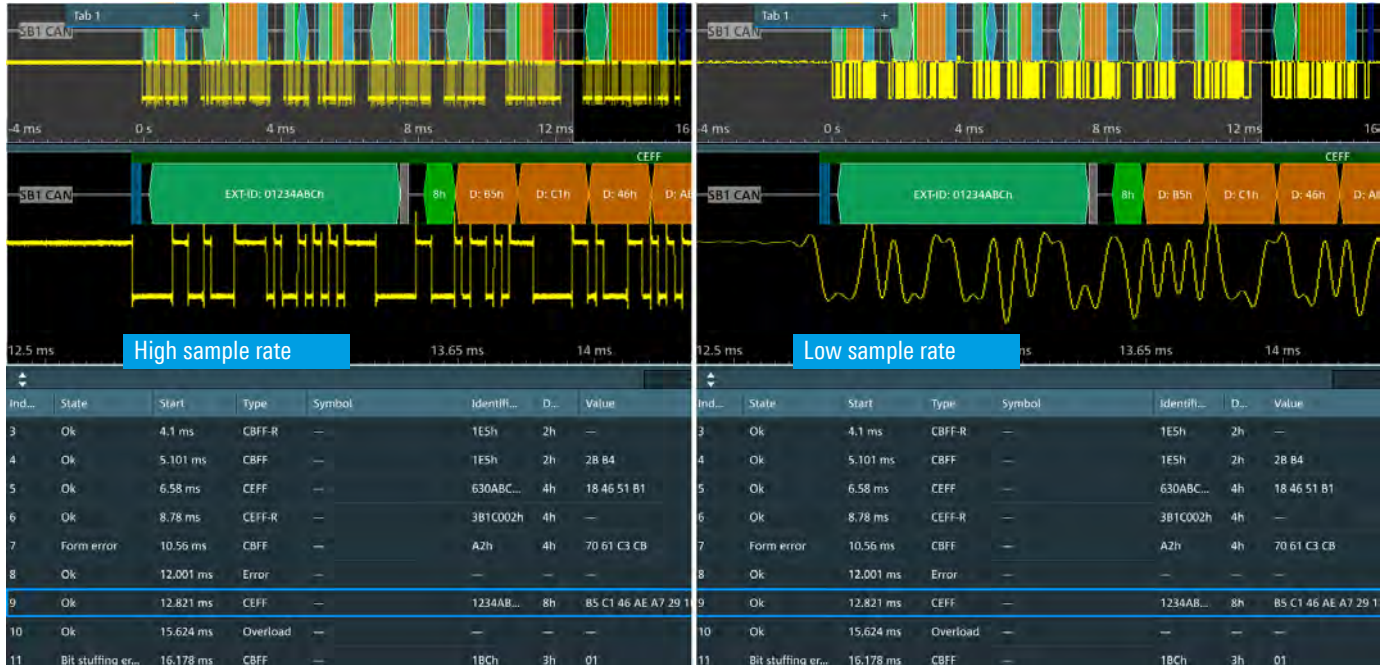 Tab 1 +
SB1 CAN
-4 ms 0 s 4 ms 8 ms 12 ms 16
CEFF
SB1 CAN EXT-ID: 01234ABCh 8h D: B5h D: C1h D: 46h D: A
12.5 ms High sample rate 13.65 ms 14 ms
Ind... State Start Type Symbol Identifi... D... Value
3 Ok 4.1 ms CBFF-R — 1E5h 2h —
4 Ok 5.101 ms CBFF — 1E5h 2h 2B B4
5 Ok 6.58 ms CEFF — 630ABC... 4h 18 46 51 B1
6 Ok 8.78 ms CEFF-R — 3B1C002h 4h —
7 Form error 10.56 ms CBFF — A2h 4h 70 61 C3 CB
8 Ok 12.001 ms Error — — — —
9 Ok 12.821 ms CEFF — 1234AB... 8h B5 C1 46 AE A7 29 1
10 Ok 15.624 ms Overload — — — —
11 Bit stuffing er... 16.178 ms CBFF — 1BCh 3h 01
Tab 1 +
SB1 CAN
-4 ms 0 s 4 ms 8 ms 12 ms 16
CEFF
SB1 CAN EXT-ID: 01234ABCh 8h D: B5h D: C1h D: 46h D: A
12.5 ms Low sample rate ms 13.65 ms 14 ms
Ind... State Start Type Symbol Identifi... D... Value
3 Ok 4.1 ms CBFF-R — 1E5h 2h —
4 Ok 5.101 ms CBFF — 1E5h 2h 2B B4
5 Ok 6.58 ms CEFF — 630ABC... 4h 18 46 51 B1
6 Ok 8.78 ms CEFF-R — 3B1C002h 4h —
7 Form error 10.56 ms CBFF — A2h 4h 70 61 C3 CB
8 Ok 12.001 ms Error — — — —
9 Ok 12.821 ms CEFF — 1234AB... 8h B5 C1 46 AE A7 29 1
10 Ok 15.624 ms Overload — — — —
11 Bit stuffing er... 16.178 ms CBFF — 1BCh 3h 01